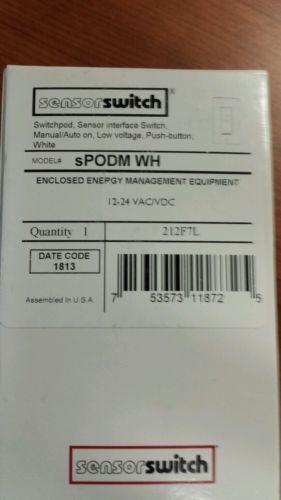 sensorswitch®
Switchpod, Sensor interface Switch,
Manual/Auto on, Low voltage, Push-button,
White
MODEL# sPODM WH
ENCLOSED ENERGY MANAGEMENT EQUIPMENT
12-24 VAC/VDC
Quantity 1 212F7L
DATE CODE
1813
Assembled In U.S.A.
7 53573 11872 5
sensorswitch